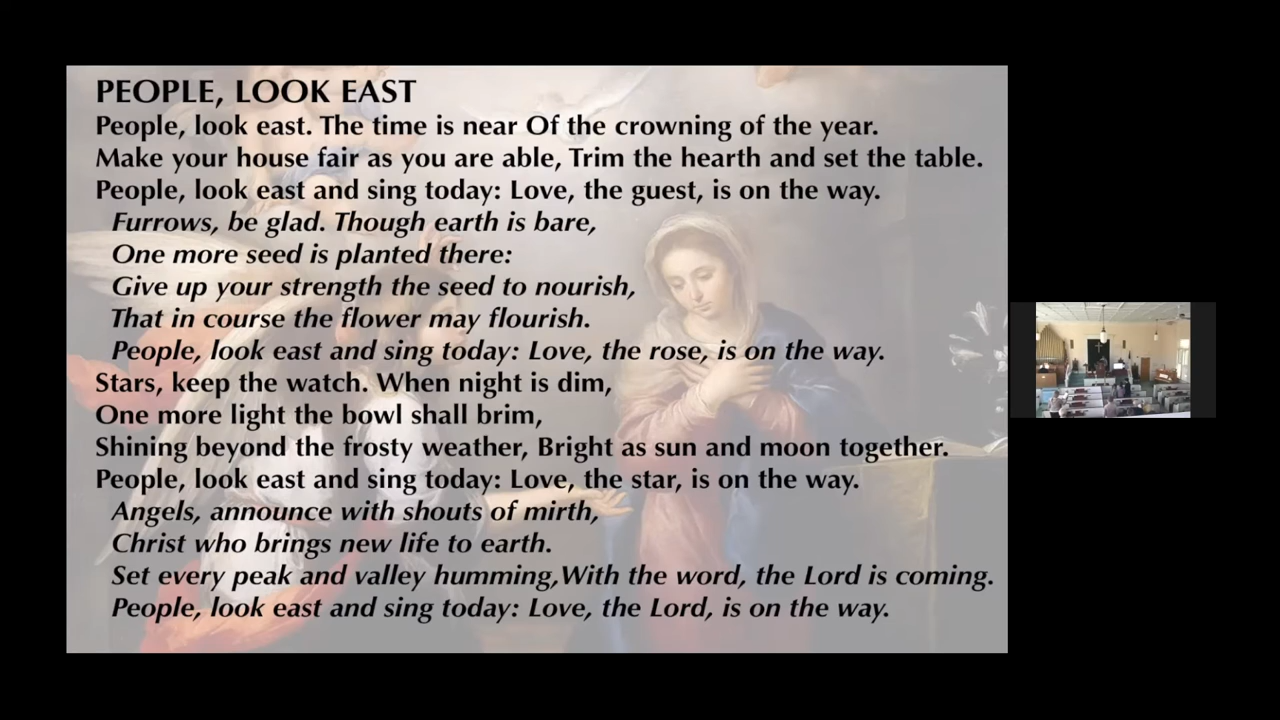 PEOPLE, LOOK EAST
People, look east. The time is near Of the crowning of the year.
Make your house fair as you are able, Trim the hearth and set the table.
People, look east and sing today: Love, the guest, is on the way.
Furrows, be glad. Though earth is bare,
One more seed is planted there:
Give up your strength the seed to nourish,
That in course the flower may flourish.
People, look east and sing today: Love, the rose, is on the way.
Stars, keep the watch. When night is dim,
One more light the bowl shall brim,
Shining beyond the frosty weather, Bright as sun and moon together.
People, look east and sing today: Love, the star, is on the way.
Angels, announce with shouts of mirth,
Christ who brings new life to earth.
Set every peak and valley humming,With the word, the Lord is coming.
People, look east and sing today: Love, the Lord, is on the way.